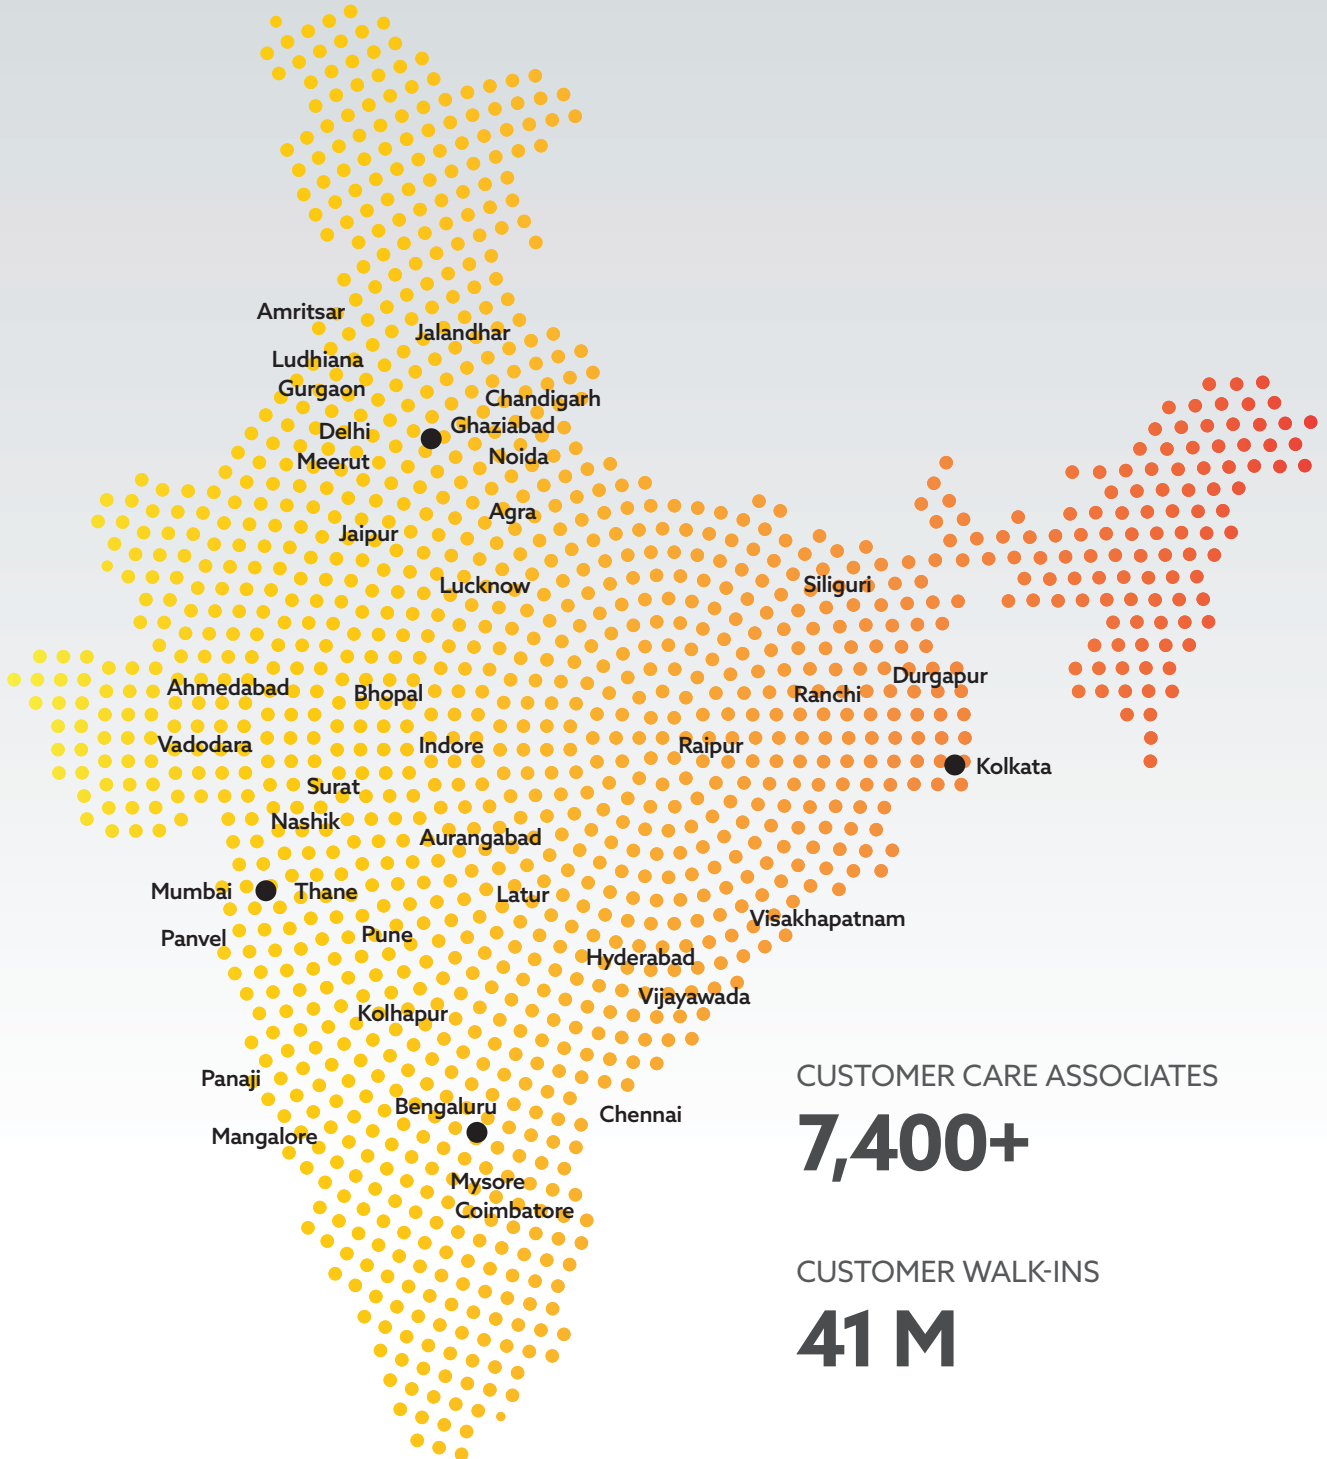 Amritsar
Jalandhar
Ludhiana
Gurgaon
Chandigarh
Ghaziabad
Delhi
Noida
Meerut
Agra
Jaipur
Lucknow
Siliguri
Durgapur
Ahmedabad
Bhopal
Ranchi
Vadodara
Indore
Raipur
Kolkata
Surat
Nashik
Aurangabad
Mumbai
Thane
Latur
Visakhapatnam
Panvel
Pune
Hyderabad
Vijayawada
Kolhapur
Panaji
Bengaluru
Chennai
Mangalore
Mysore
Coimbatore
CUSTOMER CARE ASSOCIATES
7,400+
CUSTOMER WALK-INS
41 M